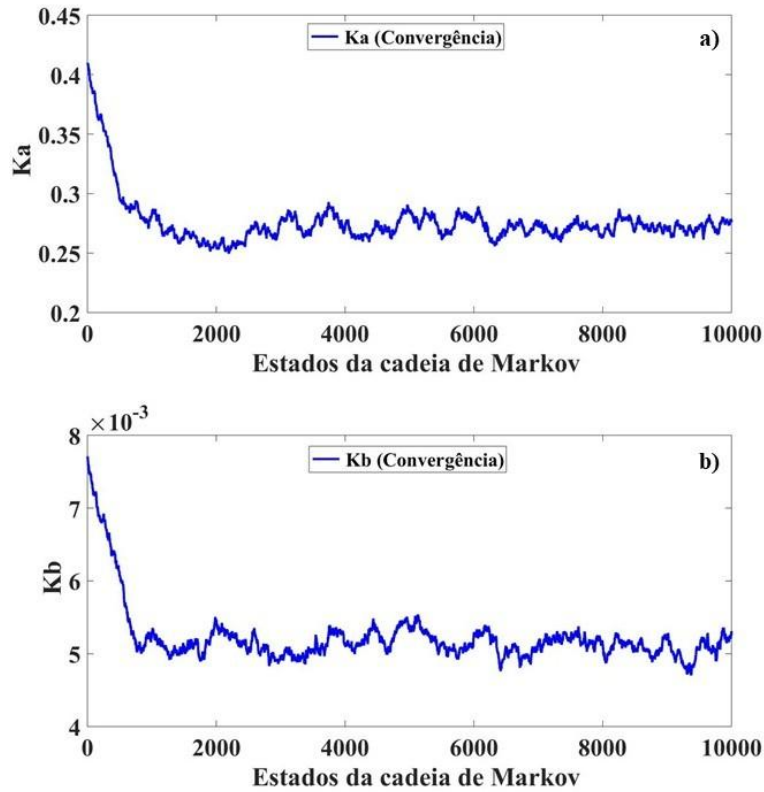 0.45
Ka (Convergência)
a)
0.4
0.35
Ka
0.3
0.25
0.2
0 2000 4000 6000 8000 10000
Estados da cadeia de Markov
×10⁻³
8
Kb (Convergência)
b)
7
Kb
6
5
4
0 2000 4000 6000 8000 10000
Estados da cadeia de Markov